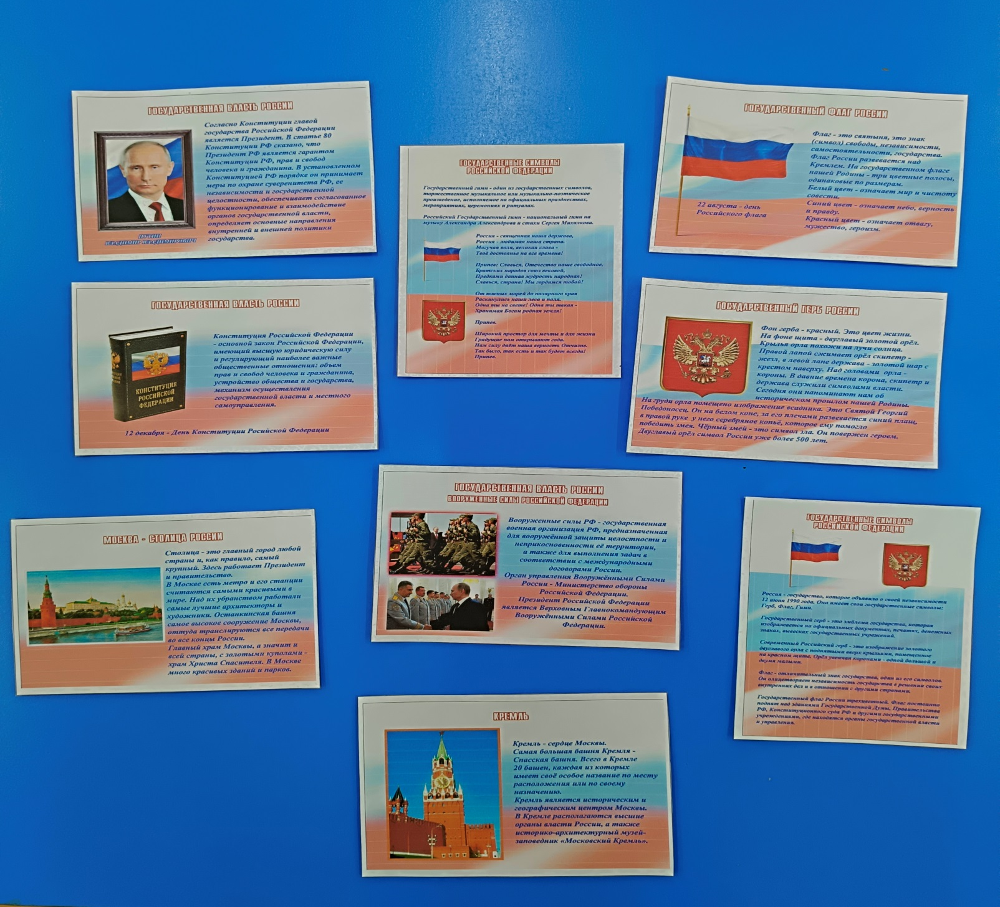 ГОСУДАРСТВЕННАЯ ВЛАСТЬ РОССИИ
Согласно Конституции главой
государства Российской Федерации
является Президент. В статье 80
Конституции РФ сказано, что
Президент РФ является гарантом
Конституции РФ, прав и свобод
человека и гражданина. В установленном
Конституцией РФ порядке он принимает
меры по охране суверенитета РФ, ее
независимости и государственной
целостности, обеспечивает согласованное
функционирование и взаимодействие
органов государственной власти,
определяет основные направления
внутренней и внешней политики
государства.
ПУТИН
ВЛАДИМИР ВЛАДИМИРОВИЧ
ГОСУДАРСТВЕННЫЕ СИМВОЛЫ
РОССИЙСКОЙ ФЕДЕРАЦИИ
Государственный гимн - один из государственных символов,
торжественное музыкальное или музыкально-поэтическое
произведение, исполняемое на официальных празднествах,
мероприятиях, церемониях и ритуалах.
Российский Государственный гимн - национальный гимн на
музыку Александра Александрова и стихи Сергея Михалкова.
Россия - священная наша держава,
Россия - любимая наша страна.
Могучая воля, великая слава -
Твоё достоянье на все времена!
Припев: Славься, Отечество наше свободное,
Братских народов союз вековой,
Предками данная мудрость народная!
Славься, страна! Мы гордимся тобой!
От южных морей до полярного края
Раскинулись наши леса и поля.
Одна ты на свете! Одна ты такая -
Хранимая Богом родная земля!
Припев.
Широкий простор для мечты и для жизни
Грядущие нам открывают года.
Нам силу даёт наша верность Отчизне.
Так было, так есть и так будет всегда!
Припев.
ГОСУДАРСТВЕННЫЙ ФЛАГ РОССИИ
Флаг - это святыня, это знак
(символ) свободы, независимости,
самостоятельности, государства.
Флаг России развевается над
Кремлем. На государственном флаге
нашей Родины - три цветные полосы,
одинаковые по размерам.
Белый цвет - означает мир и чистоту
совести.
Синий цвет - означает небо, верность
и правду.
Красный цвет - означает отвагу,
мужество, героизм.
22 августа - день
Российского флага
ГОСУДАРСТВЕННАЯ ВЛАСТЬ РОССИИ
Конституция Российской Федерации
- основной закон Российской Федерации,
имеющий высшую юридическую силу
и регулирующий наиболее важные
общественные отношения: объем
прав и свобод человека и гражданина,
устройство общества и государства,
механизм осуществления
государственной власти и местного
самоуправления.
КОНСТИТУЦИЯ
РОССИЙСКОЙ
ФЕДЕРАЦИИ
12 декабря - День Конституции Росийской Федерации
ГОСУДАРСТВЕННЫЙ ГЕРБ РОССИИ
Фон герба - красный. Это цвет жизни.
На фоне щита - двуглавый золотой орёл.
Крылья орла похожи на лучи солнца.
Правой лапой сжимает орёл скипетр -
жезл, в левой лапе держава - золотой шар с
крестом наверху. Над головами орла -
короны. В давние времена корона, скипетр и
держава служили символами власти.
Сегодня они напоминают нам об
историческом прошлом нашей Родины.
На груди орла помещено изображение всадника. Это Святой Георгий
Победоносец. Он на белом коне, за его плечами развевается синий плащ,
в правой руке у него серебряное копьё, которое ему помогло
победить змея. Чёрный змей - это символ зла. Он повержен героем.
Двуглавый орёл символ России уже более 500 лет.
МОСКВА - СТОЛИЦА РОССИИ
Столица - это главный город любой
страны и, как правило, самый
крупный. Здесь работает Президент
и правительство.
В Москве есть метро и его станции
считаются самыми красивыми в
мире. Над их убранством работали
самые лучшие архитекторы и
художники. Останкинская башня
самое высокое сооружение Москвы,
оттуда транслируются все передачи
во все концы России.
Главный храм Москвы, а значит и
всей страны, с золотыми куполами -
храм Христа Спасителя. В Москве
много красивых зданий и парков.
ГОСУДАРСТВЕННАЯ ВЛАСТЬ РОССИИ
ВООРУЖЕННЫЕ СИЛЫ РОССИЙСКОЙ ФЕДЕРАЦИИ
Вооруженные силы РФ - государственная
военная организация РФ, предназначенная
для вооружённой защиты целостности и
неприкосновенности её территории,
а также для выполнения задач в
соответствии с международными
договорами России.
Орган управления Вооружёнными Силами
России - Министерство обороны
Российской Федерации.
Президент Российской Федерации
является Верховным Главнокомандующим
Вооружёнными Силами Российской
Федерации.
ГОСУДАРСТВЕННЫЕ СИМВОЛЫ
РОССИЙСКОЙ ФЕДЕРАЦИИ
Россия - государство, которое объявило о своей независимости
12 июня 1990 года. Она имеет свои государственные символы:
Герб, Флаг, Гимн.
Государственный герб - это эмблема государства, которая
изображается на официальных документах, печатях, денежных
знаках, вывесках государственных учреждений.
Современный Российский герб - это изображение золотого
двуглавого орла с поднятыми вверх крыльями, помещенное
на красном щите. Орёл увенчан коронами - одной большой и
двумя малыми.
Флаг - отличительный знак государства, один из его символов.
Он олицетворяет независимость государства в решении своих
внутренних дел и в отношении с другими странами.
Государственный флаг России трехцветный. Флаг постоянно
поднят над зданиями Государственной Думы, Правительства
РФ, Конституционного суда РФ и другими государственными
учреждениями, где находятся органы государственной власти
и управления.
КРЕМЛЬ
Кремль - сердце Москвы.
Самая большая башня Кремля -
Спасская башня. Всего в Кремле
20 башен, каждая из которых
имеет своё особое название по месту
расположения или по своему
назначению.
Кремль является историческим и
географическим центром Москвы.
В Кремле располагаются высшие
органы власти России, а также
историко-архитектурный музей-
заповедник «Московский Кремль».